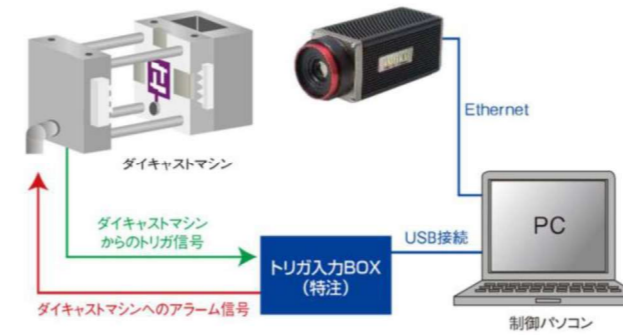 Ethernet
ダイキャストマシン
PC
ダイキャストマシン
からのトリガ信号
USB接続
トリガ入力BOX
(特注)
ダイキャストマシンへのアラーム信号
制御パソコン